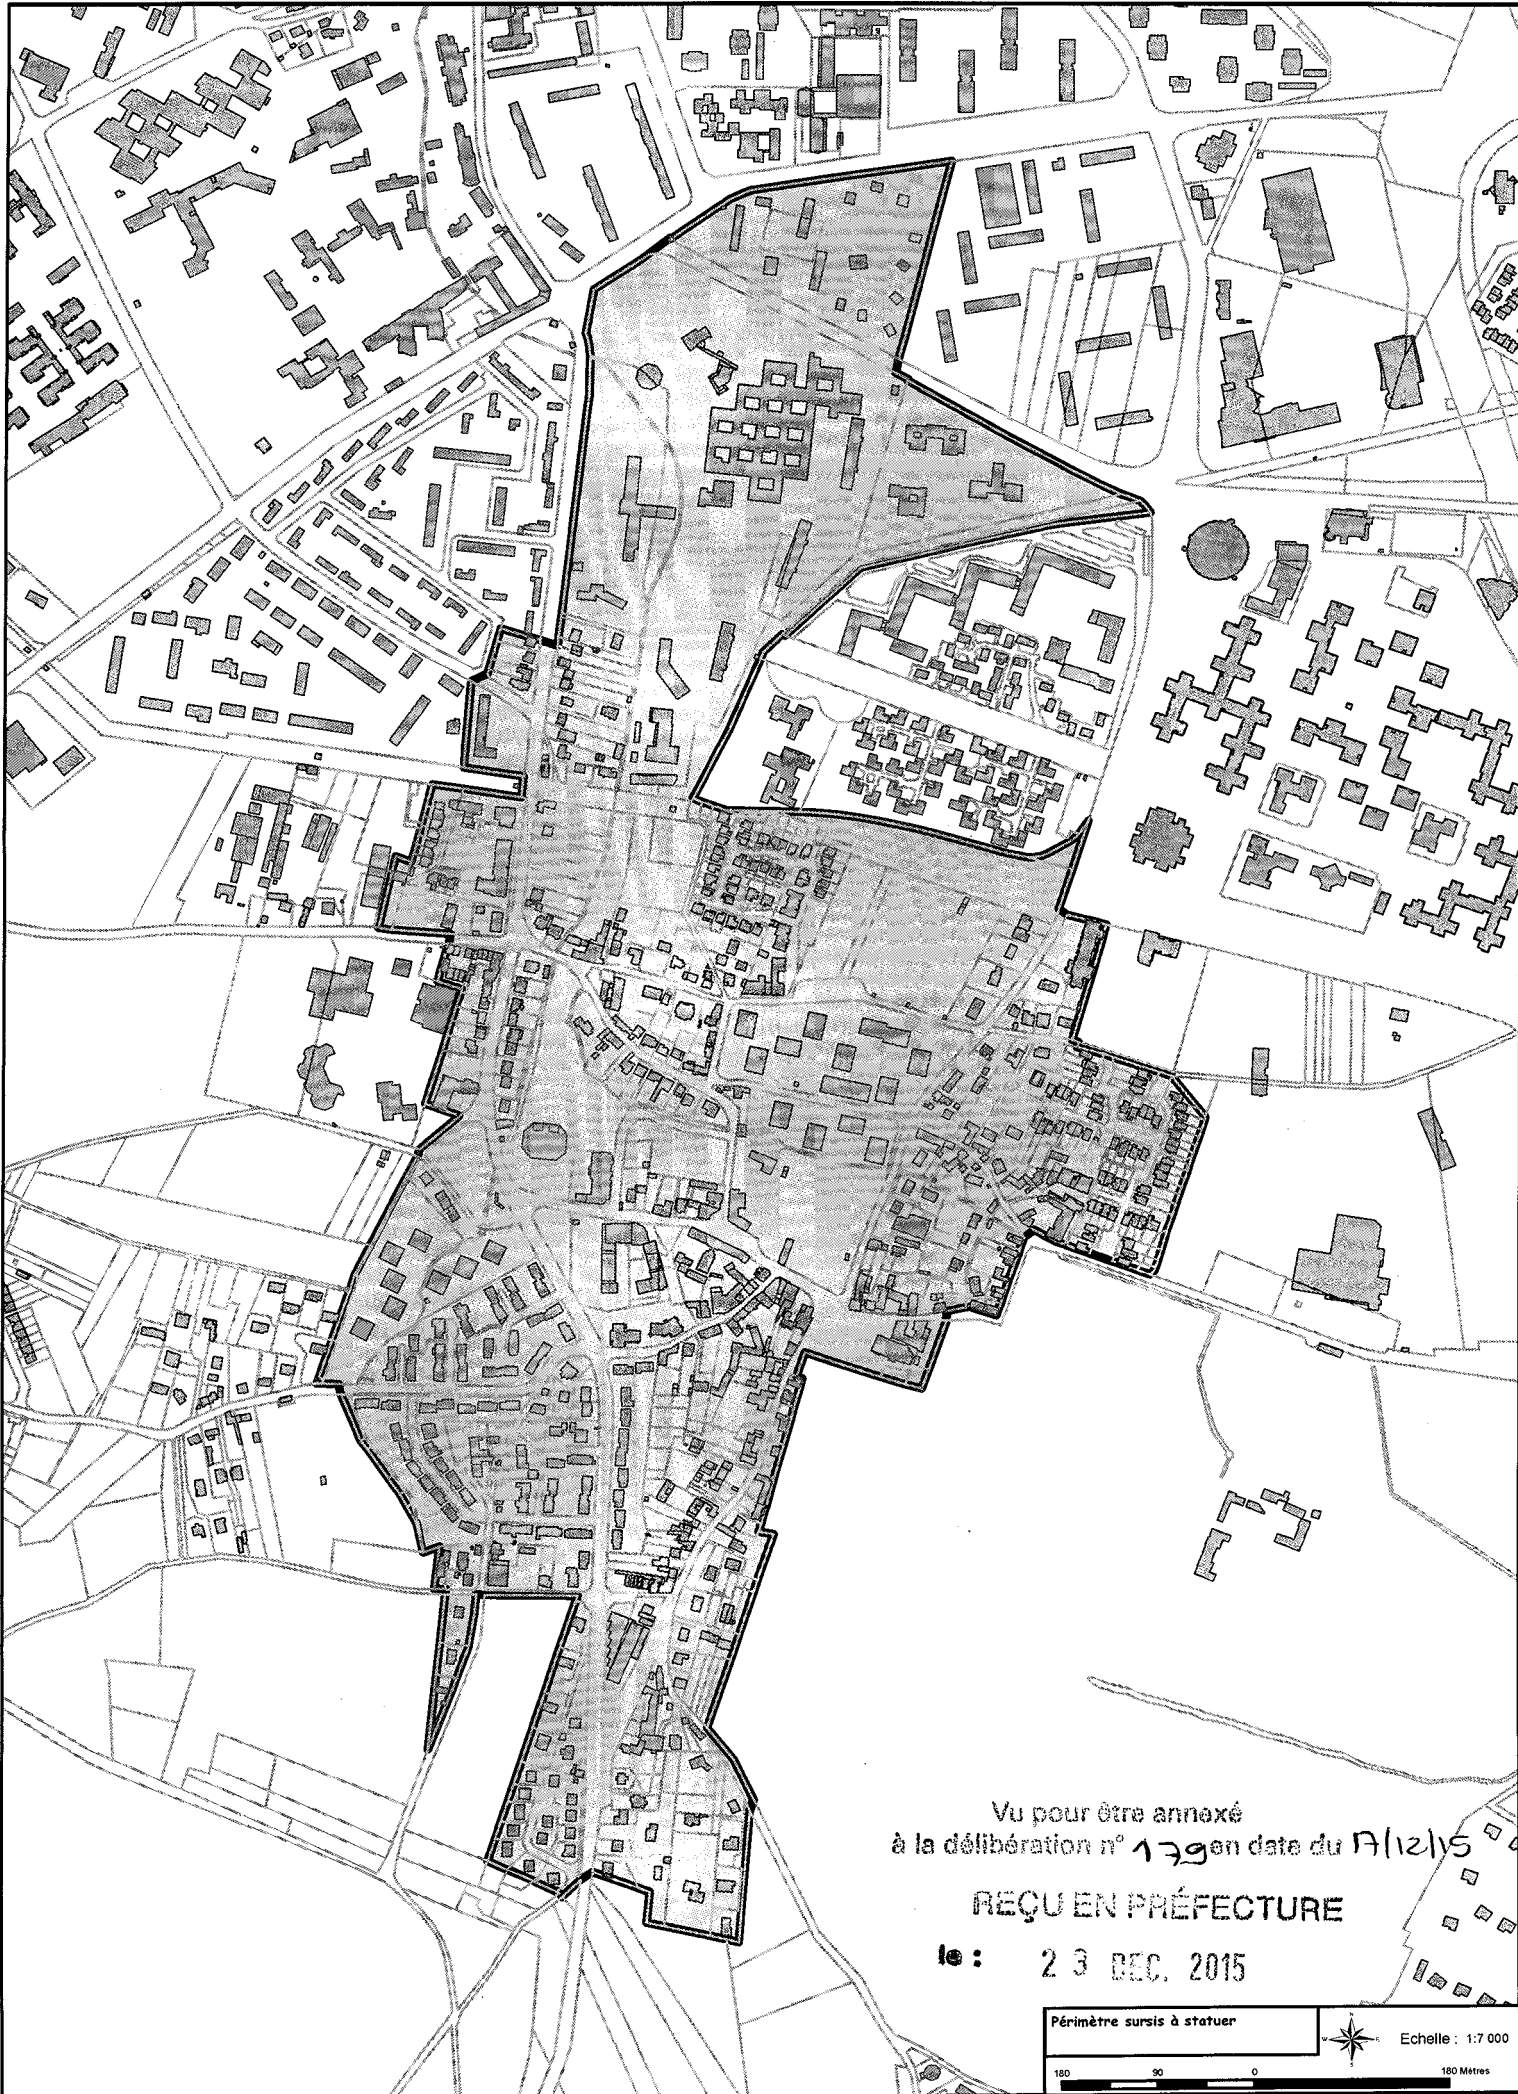 Vu pour être annexé
à la délibération n° 179 en date du 17/12/15
REÇU EN PRÉFECTURE
le : 23 DEC. 2015
Périmètre sursis à statuer
Echelle : 1:7 000
180 90 0 180 Mètres